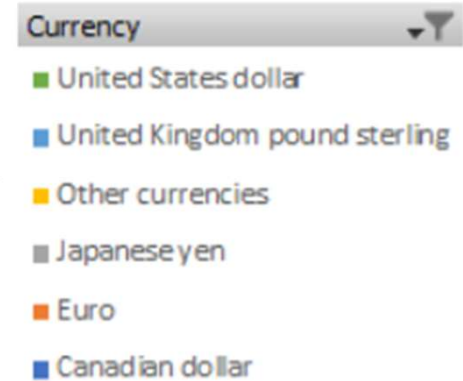 Currency
United States dollar
United Kingdom pound sterling
Other currencies
Japanese yen
Euro
Canadian dollar